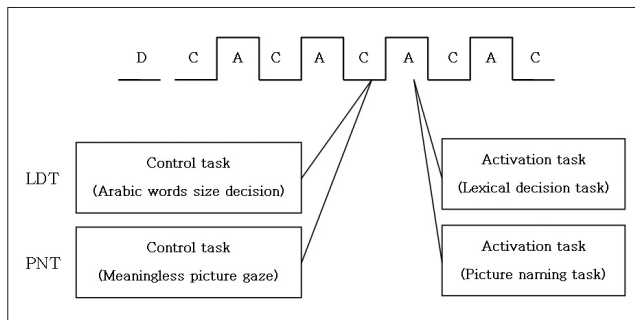 D C A C A C A C A C
LDT
Control task
(Arabic words size decision)
Activation task
(Lexical decision task)
PNT
Control task
(Meaningless picture gaze)
Activation task
(Picture naming task)